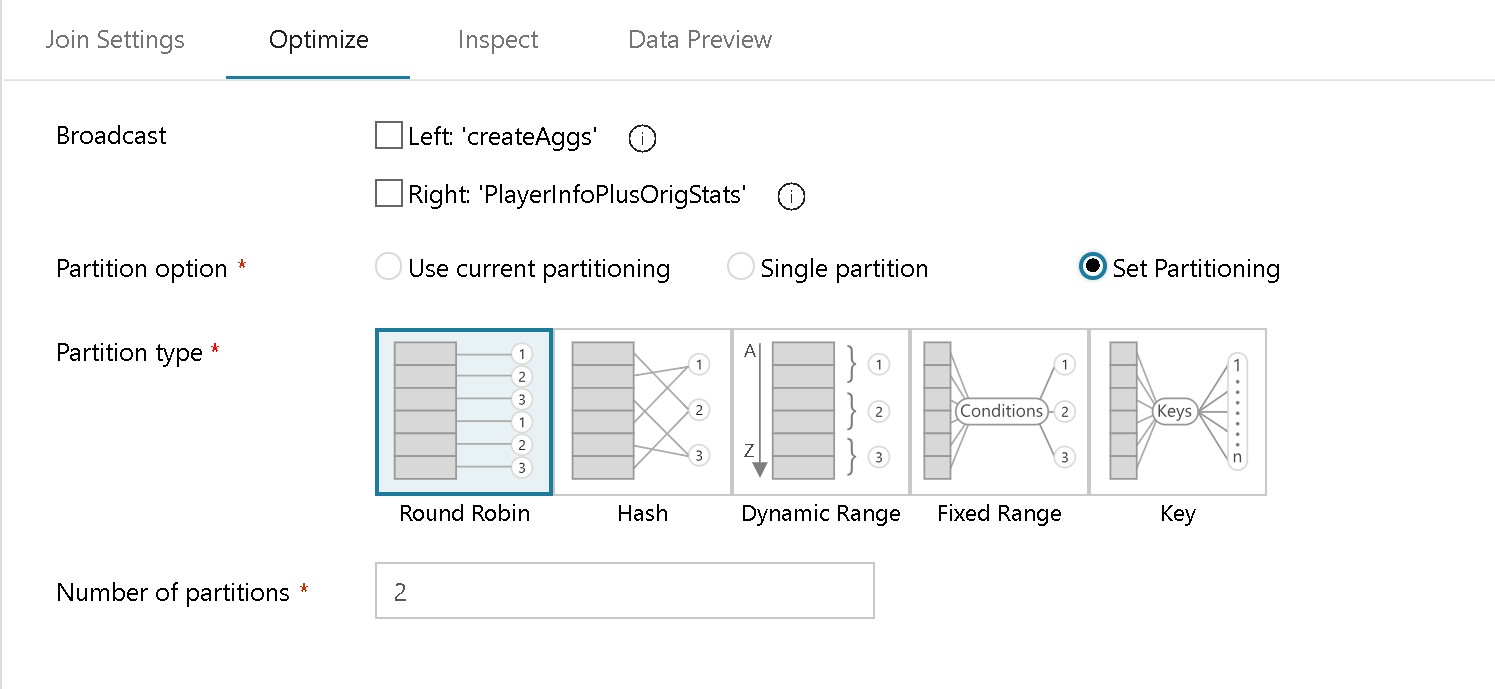 Join Settings Optimize Inspect Data Preview
Broadcast Left: 'createAggs' i
Right: 'PlayerInfoPlusOrigStats' i
Partition option * Use current partitioning Single partition Set Partitioning
Partition type *
1 2 3 1 2 3
1 2 3
A Z 1 2 3
Conditions 1 2 3
Keys 1 n
Round Robin Hash Dynamic Range Fixed Range Key
Number of partitions * 2